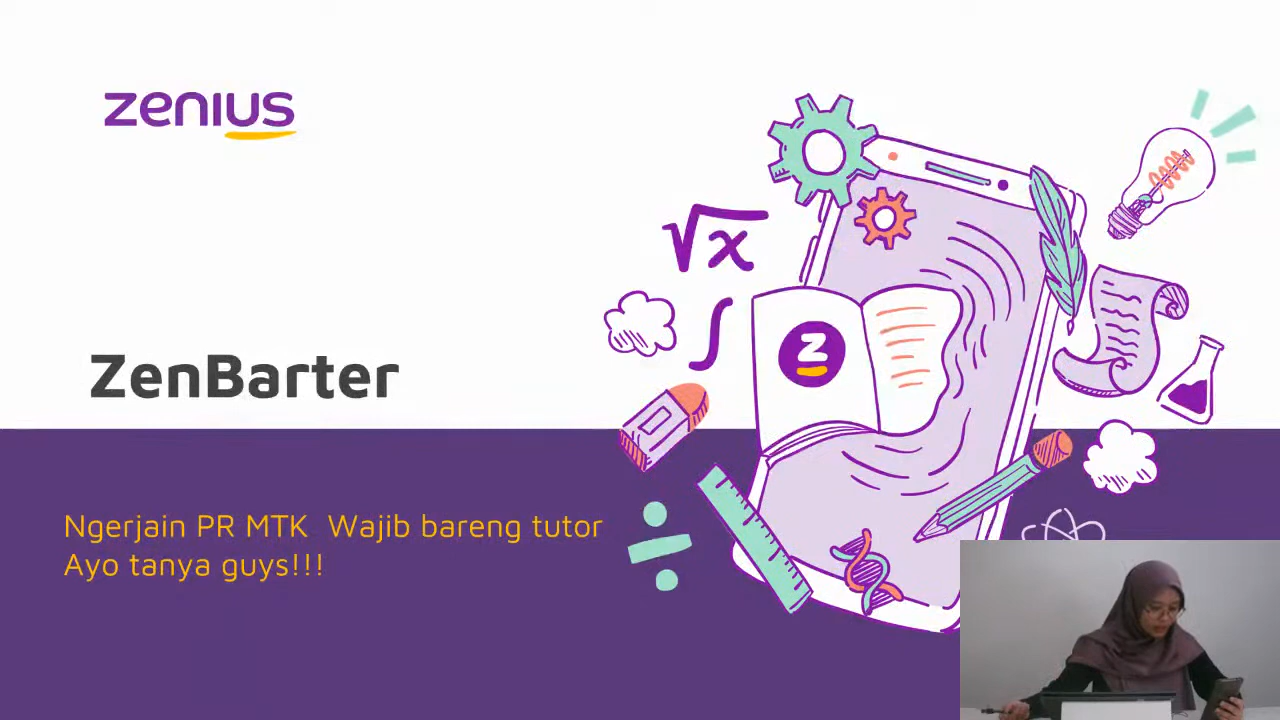 zenius
ZenBarter
Ngerjain PR MTK  Wajib bareng tutor
Ayo tanya guys!!!
√x
∫
Z
÷